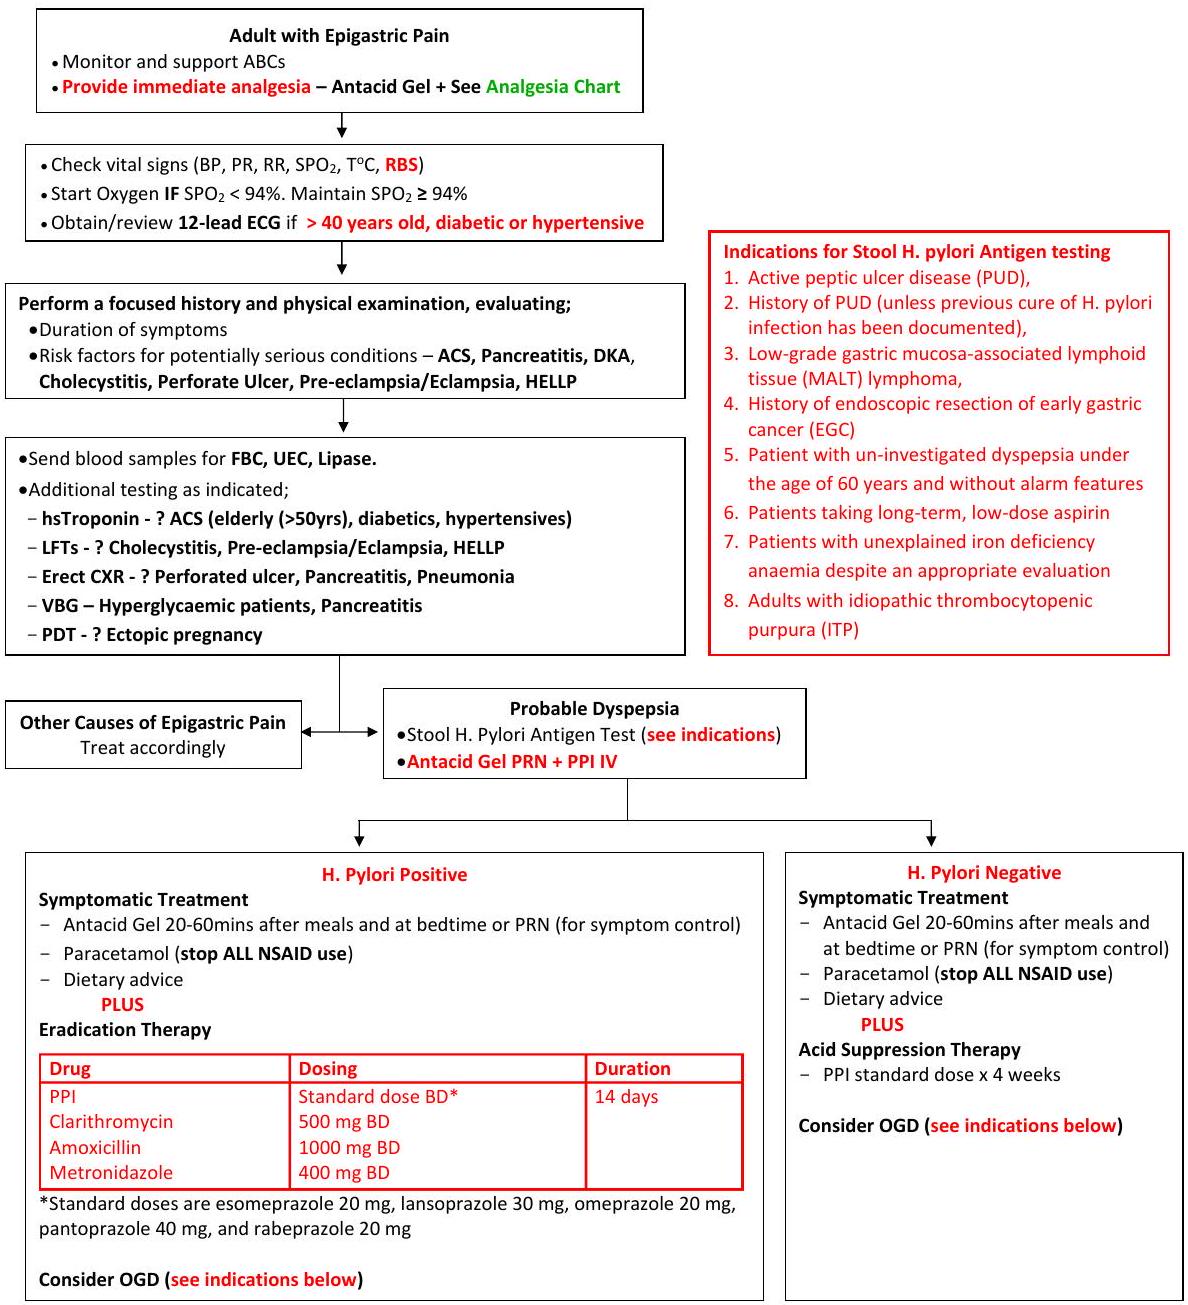 Adult with Epigastric Pain
• Monitor and support ABCs
• Provide immediate analgesia – Antacid Gel + See Analgesia Chart
• Check vital signs (BP, PR, RR, SPO₂, TᵒC, RBS)
• Start Oxygen IF SPO₂ < 94%. Maintain SPO₂ ≥ 94%
• Obtain/review 12-lead ECG if > 40 years old, diabetic or hypertensive
Perform a focused history and physical examination, evaluating;
•Duration of symptoms
•Risk factors for potentially serious conditions – ACS, Pancreatitis, DKA,
Cholecystitis, Perforate Ulcer, Pre-eclampsia/Eclampsia, HELLP
Indications for Stool H. pylori Antigen testing
1. Active peptic ulcer disease (PUD),
2. History of PUD (unless previous cure of H. pylori
infection has been documented),
3. Low-grade gastric mucosa-associated lymphoid
tissue (MALT) lymphoma,
4. History of endoscopic resection of early gastric
cancer (EGC)
5. Patient with un-investigated dyspepsia under
the age of 60 years and without alarm features
6. Patients taking long-term, low-dose aspirin
7. Patients with unexplained iron deficiency
anaemia despite an appropriate evaluation
8. Adults with idiopathic thrombocytopenic
purpura (ITP)
•Send blood samples for FBC, UEC, Lipase.
•Additional testing as indicated;
– hsTroponin - ? ACS (elderly (>50yrs), diabetics, hypertensives)
– LFTs - ? Cholecystitis, Pre-eclampsia/Eclampsia, HELLP
– Erect CXR - ? Perforated ulcer, Pancreatitis, Pneumonia
– VBG – Hyperglycaemic patients, Pancreatitis
– PDT - ? Ectopic pregnancy
Other Causes of Epigastric Pain
Treat accordingly
Probable Dyspepsia
•Stool H. Pylori Antigen Test (see indications)
•Antacid Gel PRN + PPI IV
H. Pylori Positive
Symptomatic Treatment
– Antacid Gel 20-60mins after meals and at bedtime or PRN (for symptom control)
– Paracetamol (stop ALL NSAID use)
– Dietary advice
PLUS
Eradication Therapy
Drug Dosing Duration
PPI Standard dose BD* 14 days
Clarithromycin 500 mg BD
Amoxicillin 1000 mg BD
Metronidazole 400 mg BD
*Standard doses are esomeprazole 20 mg, lansoprazole 30 mg, omeprazole 20 mg,
pantoprazole 40 mg, and rabeprazole 20 mg
Consider OGD (see indications below)
H. Pylori Negative
Symptomatic Treatment
– Antacid Gel 20-60mins after meals and
at bedtime or PRN (for symptom control)
– Paracetamol (stop ALL NSAID use)
– Dietary advice
PLUS
Acid Suppression Therapy
– PPI standard dose x 4 weeks
Consider OGD (see indications below)